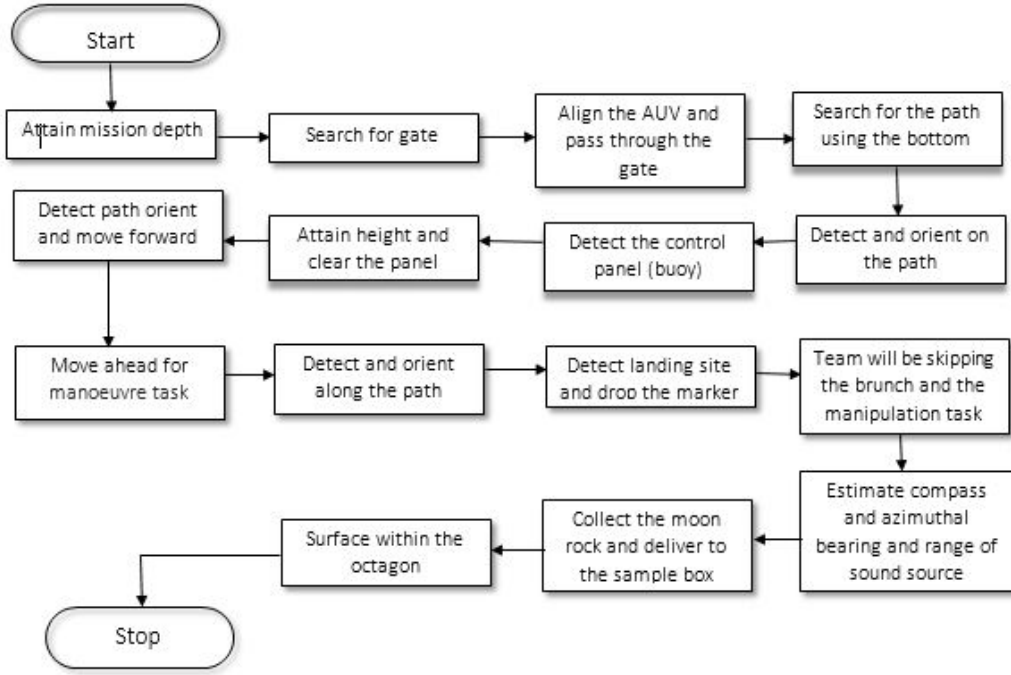 Start
Attain mission depth
Search for gate
Align the AUV and
pass through the
gate
Search for the path
using the bottom
Detect and orient on
the path
Detect the control
panel (buoy)
Attain height and
clear the panel
Detect path orient
and move forward
Move ahead for
manoeuvre task
Detect and orient
along the path
Detect landing site
and drop the marker
Team will be skipping
the brunch and the
manipulation task
Estimate compass
and azimuthal
bearing and range of
sound source
Collect the moon
rock and deliver to
the sample box
Surface within the
octagon
Stop